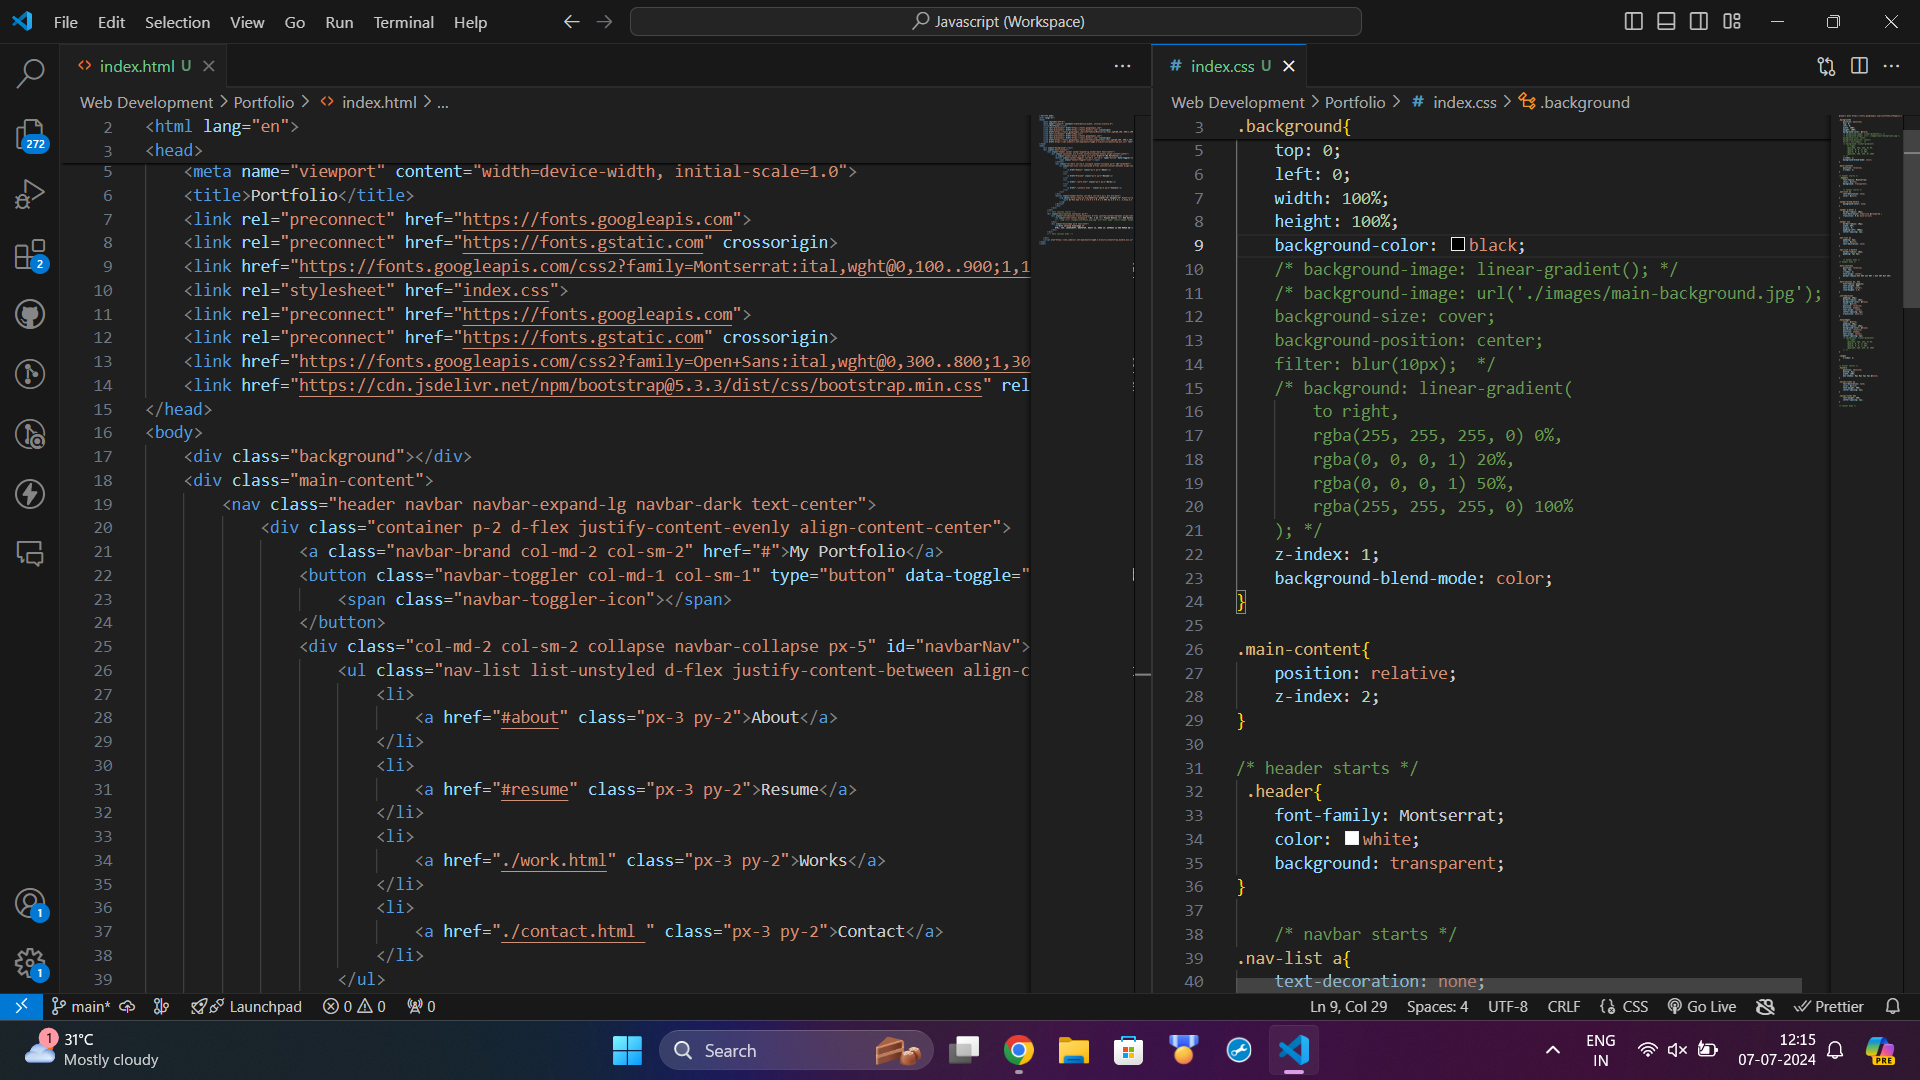 File Edit Selection View Go Run Terminal Help
Javascript (Workspace)
index.html U
index.css U
Web Development > Portfolio > index.html > ...
2 <html lang="en">
3 <head>
5 <meta name="viewport" content="width=device-width, initial-scale=1.0">
6 <title>Portfolio</title>
7 <link rel="preconnect" href="https://fonts.googleapis.com">
8 <link rel="preconnect" href="https://fonts.gstatic.com" crossorigin>
9 <link href="https://fonts.googleapis.com/css2?family=Montserrat:ital,wght@0,100..900;1,1
10 <link rel="stylesheet" href="index.css">
11 <link rel="preconnect" href="https://fonts.googleapis.com">
12 <link rel="preconnect" href="https://fonts.gstatic.com" crossorigin>
13 <link href="https://fonts.googleapis.com/css2?family=Open+Sans:ital,wght@0,300..800;1,30
14 <link href="https://cdn.jsdelivr.net/npm/bootstrap@5.3.3/dist/css/bootstrap.min.css" rel
15 </head>
16 <body>
17 <div class="background"></div>
18 <div class="main-content">
19 <nav class="header navbar navbar-expand-lg navbar-dark text-center">
20 <div class="container p-2 d-flex justify-content-evenly align-content-center">
21 <a class="navbar-brand col-md-2 col-sm-2" href="#">My Portfolio</a>
22 <button class="navbar-toggler col-md-1 col-sm-1" type="button" data-toggle="
23 <span class="navbar-toggler-icon"></span>
24 </button>
25 <div class="col-md-2 col-sm-2 collapse navbar-collapse px-5" id="navbarNav">
26 <ul class="nav-list list-unstyled d-flex justify-content-between align-c
27 <li>
28 <a href="#about" class="px-3 py-2">About</a>
29 </li>
30 <li>
31 <a href="#resume" class="px-3 py-2">Resume</a>
32 </li>
33 <li>
34 <a href="./work.html" class="px-3 py-2">Works</a>
35 </li>
36 <li>
37 <a href="./contact.html " class="px-3 py-2">Contact</a>
38 </li>
39 </ul>
Web Development > Portfolio > # index.css > .background
3 .background{
5 top: 0;
6 left: 0;
7 width: 100%;
8 height: 100%;
9 background-color: black;
10 /* background-image: linear-gradient(); */
11 /* background-image: url('./images/main-background.jpg');
12 background-size: cover;
13 background-position: center;
14 filter: blur(10px);  */
15 /* background: linear-gradient(
16 to right,
17 rgba(255, 255, 255, 0) 0%,
18 rgba(0, 0, 0, 1) 20%,
19 rgba(0, 0, 0, 1) 50%,
20 rgba(255, 255, 255, 0) 100%
21 ); */
22 z-index: 1;
23 background-blend-mode: color;
24 }
25
26 .main-content{
27 position: relative;
28 z-index: 2;
29 }
30
31 /* header starts */
32 .header{
33 font-family: Montserrat;
34 color: white;
35 background: transparent;
36 }
37
38 /* navbar starts */
39 .nav-list a{
40 text-decoration: none;
272
2
1
1
main* Launchpad 0 0 0
Ln 9, Col 29 Spaces: 4 UTF-8 CRLF {} CSS Go Live Prettier
1
31°C
Mostly cloudy
Search
ENG
IN
12:15
07-07-2024
PRE